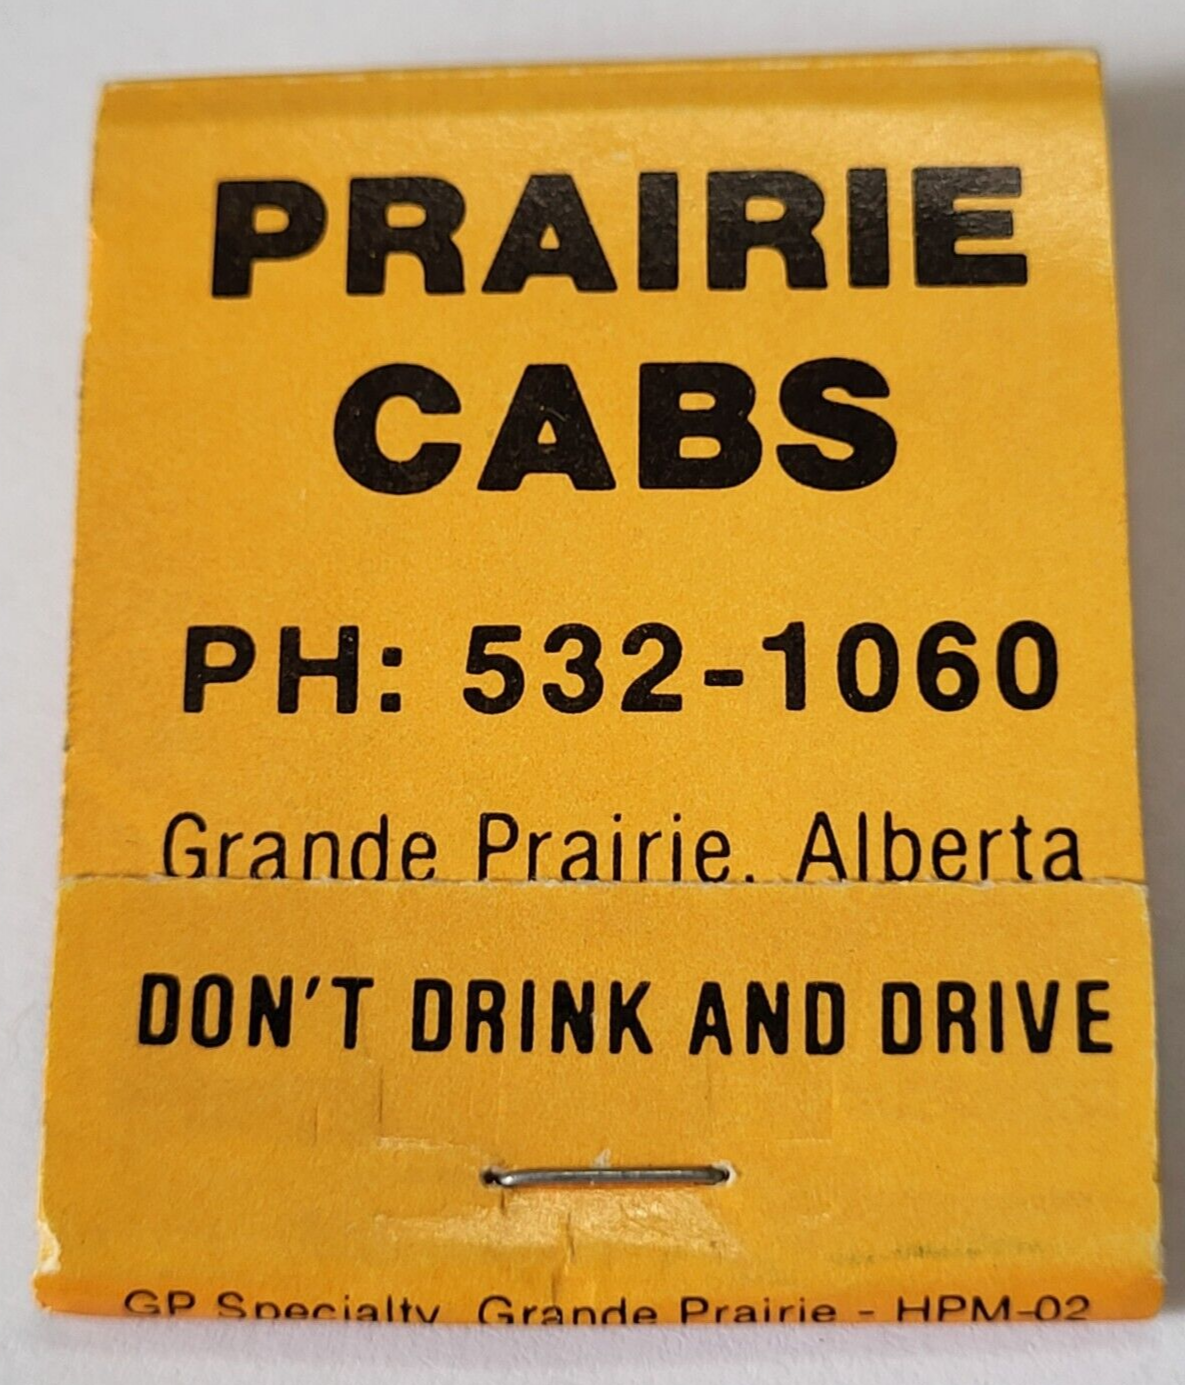 PRAIRIE
CABS
PH: 532-1060
Grande Prairie, Alberta
DON'T DRINK AND DRIVE
GP Specialty Grande Prairie - HPM-02